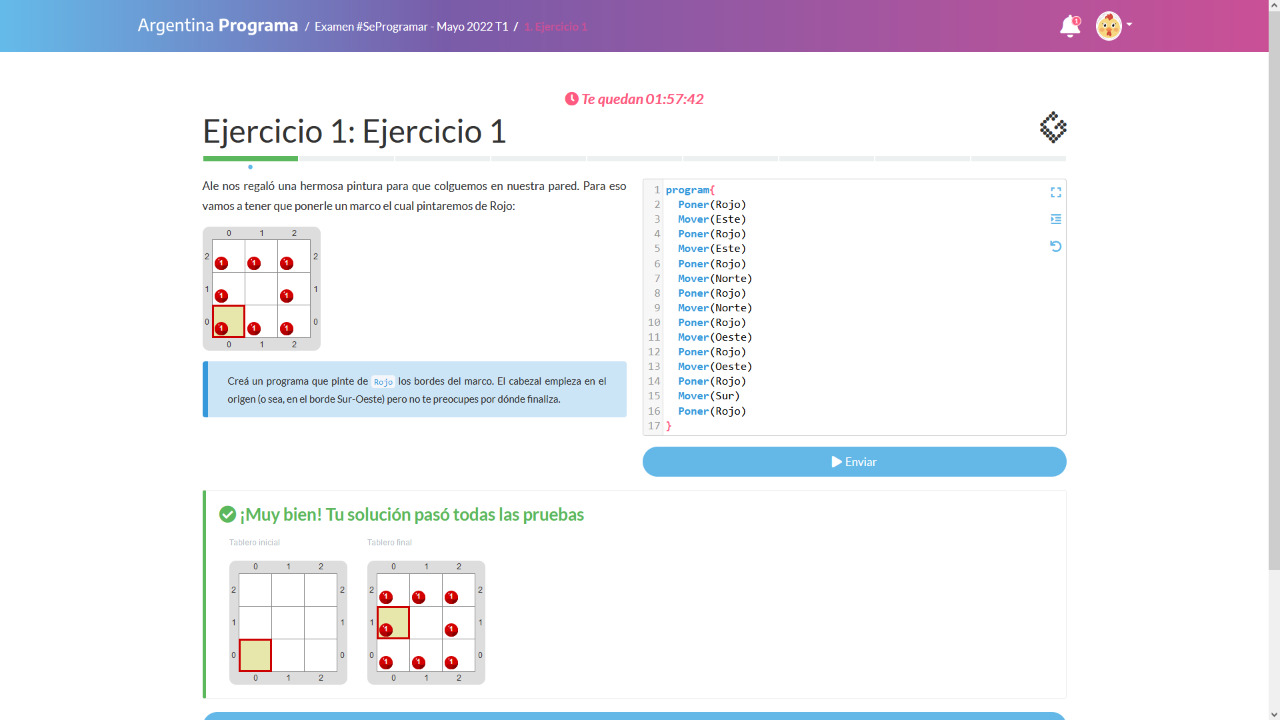 Argentina Programa / Examen #SeProgramar - Mayo 2022 T1 / 1. Ejercicio 1
1
Te quedan 01:57:42
Ejercicio 1: Ejercicio 1
Ale nos regaló una hermosa pintura para que colguemos en nuestra pared. Para eso
vamos a tener que ponerle un marco el cual pintaremos de Rojo:
0 1 2
2 1 1 1 2
1 1 1 1
0 1 1 1 0
0 1 2
Creá un programa que pinte de Rojo los bordes del marco. El cabezal empieza en el
origen (o sea, en el borde Sur-Oeste) pero no te preocupes por dónde finaliza.
1 program{
2 Poner(Rojo)
3 Mover(Este)
4 Poner(Rojo)
5 Mover(Este)
6 Poner(Rojo)
7 Mover(Norte)
8 Poner(Rojo)
9 Mover(Norte)
10 Poner(Rojo)
11 Mover(Oeste)
12 Poner(Rojo)
13 Mover(Oeste)
14 Poner(Rojo)
15 Mover(Sur)
16 Poner(Rojo)
17 }
Enviar
¡Muy bien! Tu solución pasó todas las pruebas
Tablero inicial
0 1 2
2 2
1 1
0 0
0 1 2
Tablero final
0 1 2
2 1 1 1 2
1 1 1 1
0 1 1 1 0
0 1 2